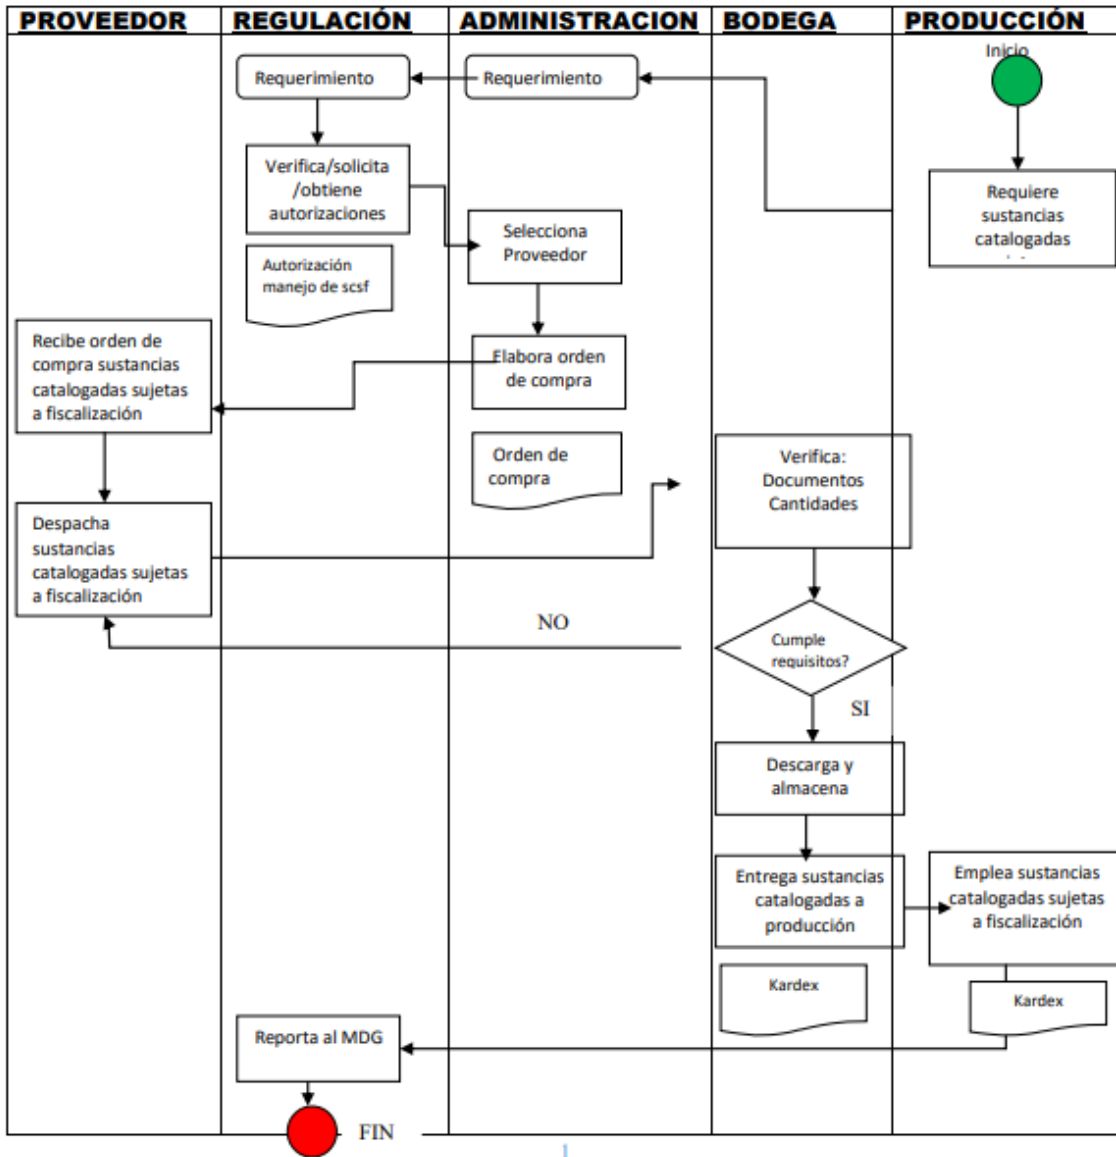 PROVEEDOR
REGULACIÓN
ADMINISTRACION
BODEGA
PRODUCCIÓN
Inicio
Requerimiento
Requerimiento
Verifica/solicita
/obtiene
autorizaciones
Requiere
sustancias
catalogadas
Selecciona
Proveedor
Autorización
manejo de scsf
Recibe orden de
compra sustancias
catalogadas sujetas
a fiscalización
Elabora orden
de compra
Orden de
compra
Verifica:
Documentos
Cantidades
Despacha
sustancias
catalogadas sujetas
a fiscalización
NO
Cumple
requisitos?
SI
Descarga y
almacena
Entrega sustancias
catalogadas a
producción
Emplea sustancias
catalogadas sujetas
a fiscalización
Kardex
Kardex
Reporta al MDG
FIN
1